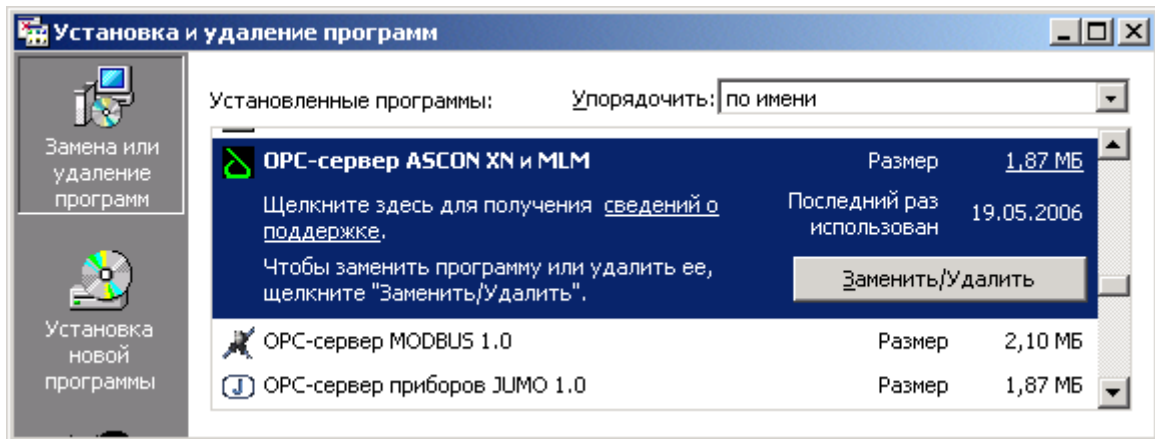 Установка и удаление программ
Замена или
удаление
программ
Установка
новой
программы
Установленные программы: Упорядочить: по имени
OPC-сервер ASCON XN и MLM Размер 1,87 МБ
Щелкните здесь для получения сведений о
поддержке.
Последний раз
использован
19.05.2006
Чтобы заменить программу или удалить ее,
щелкните "Заменить/Удалить".
Заменить/Удалить
OPC-сервер MODBUS 1.0 Размер 2,10 МБ
J OPC-сервер приборов JUMO 1.0 Размер 1,87 МБ